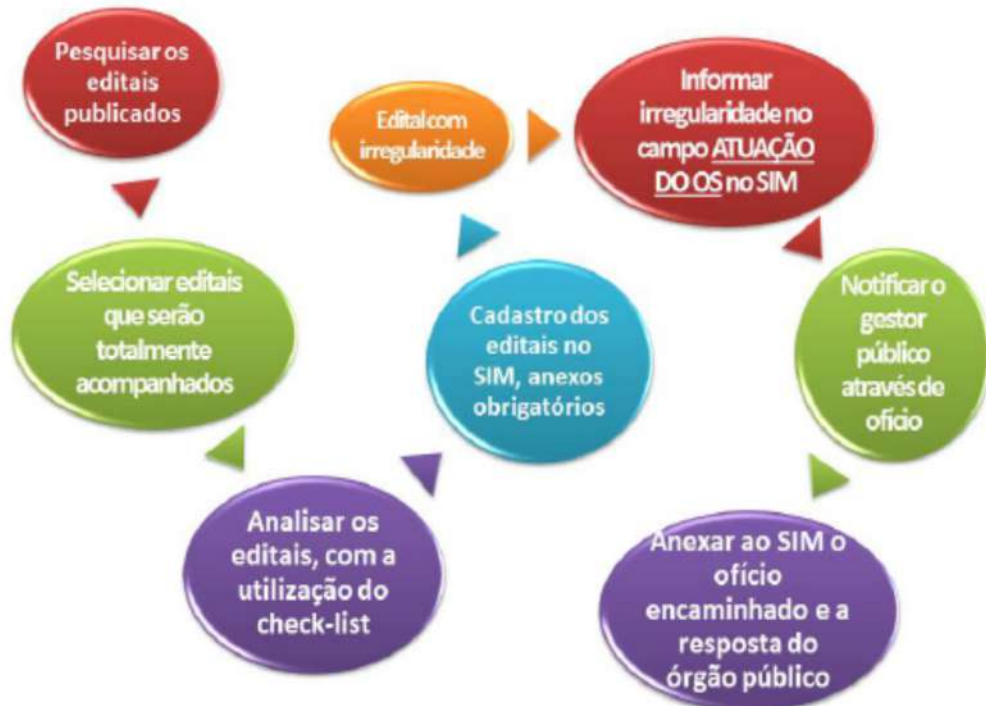 Pesquisar os
editais
publicados
Selecionar editais
que serão
totalmente
acompanhados
Analisar os
editais, com a
utilização do
check-list
Cadastro dos
editais no
SIM, anexos
obrigatórios
Edital com
irregularidade
Informar
irregularidade no
campo ATUAÇÃO
DO OS no SIM
Notificar o
gestor
público
através de
ofício
Anexar ao SIM o
ofício
encaminhado e a
resposta do
órgão público